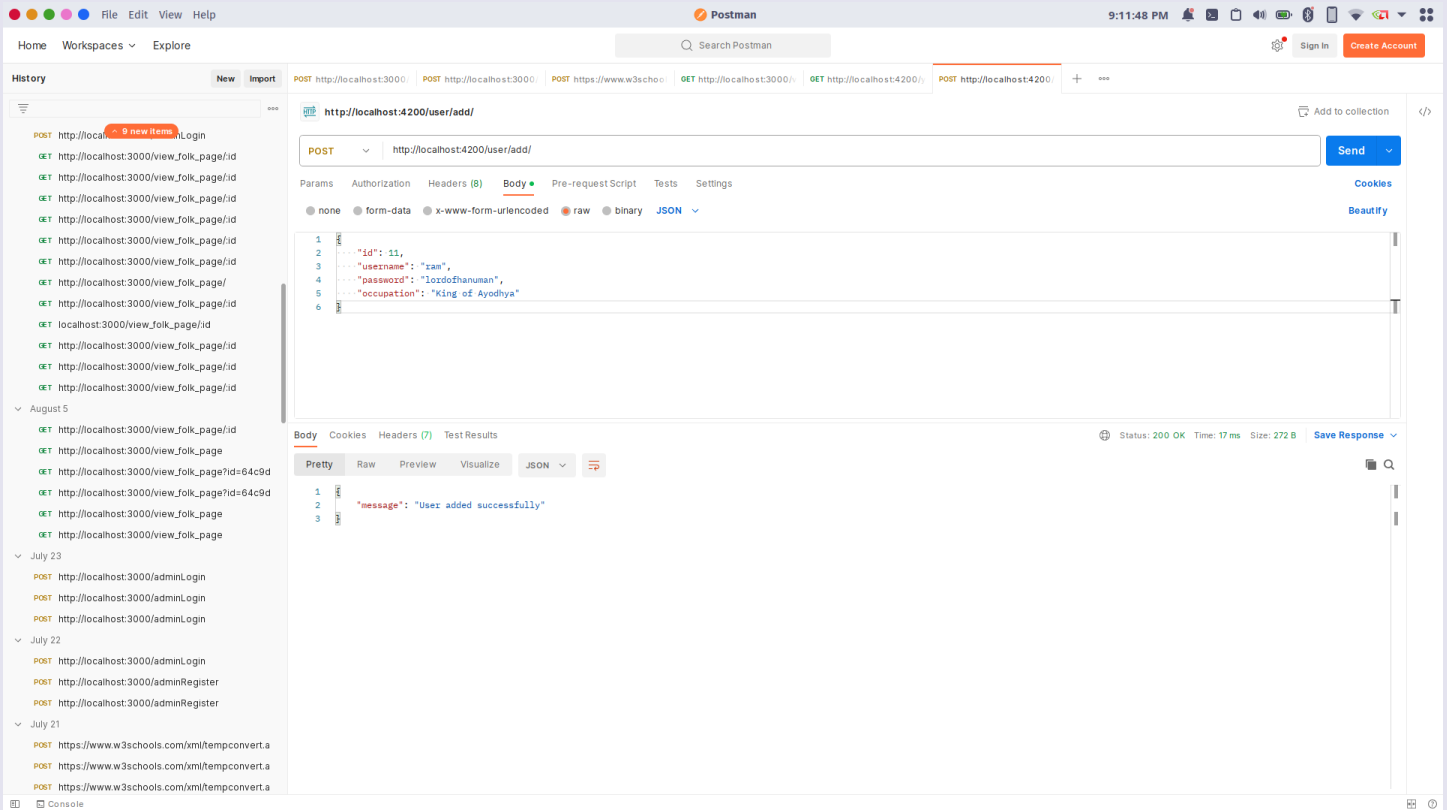 File Edit View Help
Postman
9:11:48 PM
Home Workspaces Explore
Search Postman
Sign In
Create Account
History
New
Import
POST http://localhost:3000/
POST http://localhost:3000/
POST https://www.w3schoo
GET http://localhost:3000/
GET http://localhost:4200/
POST http://localhost:4200/
9 new items
POST
GET http://localhost:3000/view_folk_page/:id
GET http://localhost:3000/view_folk_page/:id
GET http://localhost:3000/view_folk_page/:id
GET http://localhost:3000/view_folk_page/:id
GET http://localhost:3000/view_folk_page/:id
GET http://localhost:3000/view_folk_page/:id
GET http://localhost:3000/view_folk_page/
GET http://localhost:3000/view_folk_page/:id
GET localhost:3000/view_folk_page/:id
GET http://localhost:3000/view_folk_page/:id
GET http://localhost:3000/view_folk_page/:id
GET http://localhost:3000/view_folk_page/:id
August 5
GET http://localhost:3000/view_folk_page/:id
GET http://localhost:3000/view_folk_page
GET http://localhost:3000/view_folk_page?id=64c9d
GET http://localhost:3000/view_folk_page?id=64c9d
GET http://localhost:3000/view_folk_page
GET http://localhost:3000/view_folk_page
July 23
POST http://localhost:3000/adminLogin
POST http://localhost:3000/adminLogin
POST http://localhost:3000/adminLogin
July 22
POST http://localhost:3000/adminLogin
POST http://localhost:3000/adminRegister
POST http://localhost:3000/adminRegister
July 21
POST https://www.w3schools.com/xml/tempconvert.a
POST https://www.w3schools.com/xml/tempconvert.a
POST https://www.w3schools.com/xml/tempconvert.a
Console
HTTP http://localhost:4200/user/add/
Add to collection
</>
POST http://localhost:4200/user/add/
Send
Params Authorization Headers (8) Body Pre-request Script Tests Settings
Cookies
none form-data x-www-form-urlencoded raw binary JSON
Beautify
1 {
2 "id": 11,
3 "username": "ram",
4 "password": "lordofhanuman",
5 "occupation": "King of Ayodhya"
6 }
Body Cookies Headers (7) Test Results
Status: 200 OK Time: 17 ms Size: 272 B
Save Response
Pretty Raw Preview Visualize JSON
1 {
2 "message": "User added successfully"
3 }